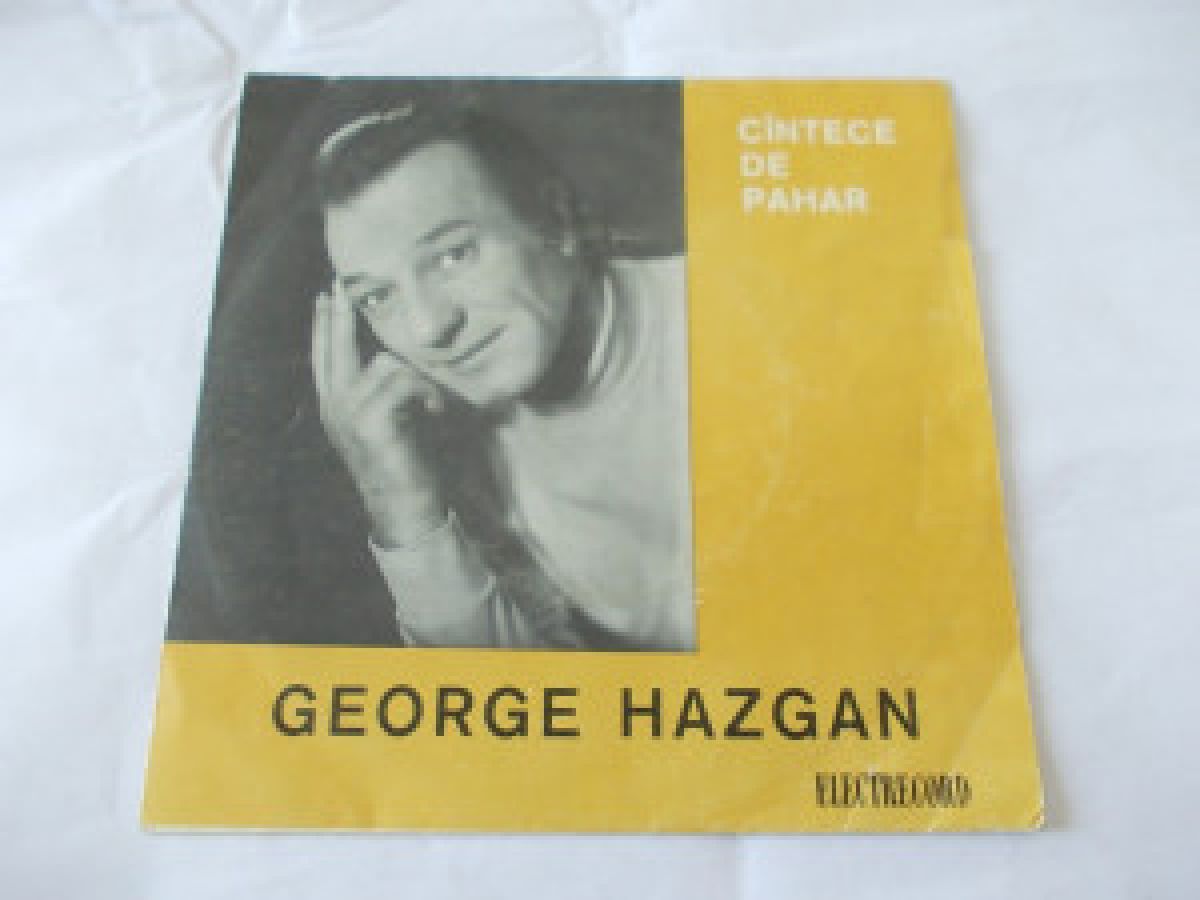 CÎNTECE
DE
PAHAR
GEORGE HAZGAN
ELECTRECORD